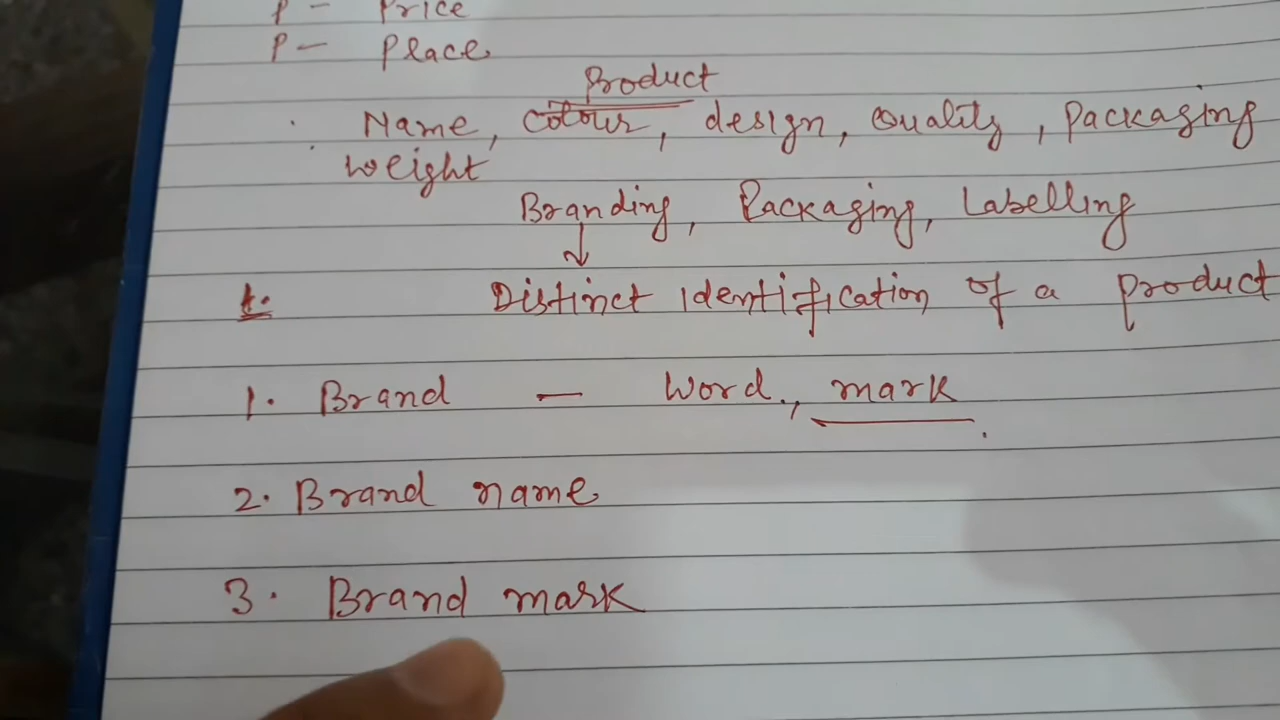 P - Price
P - Place
Product
Name, colour, design, Quality, Packaging
Weight
Branding, Packaging, Labelling
↓
Distinct identification of a product
1. Brand - Word, mark
2. Brand name
3. Brand mark